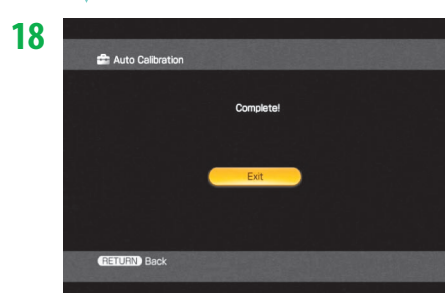 18
Auto Calibration
Complete!
Exit
RETURN Back